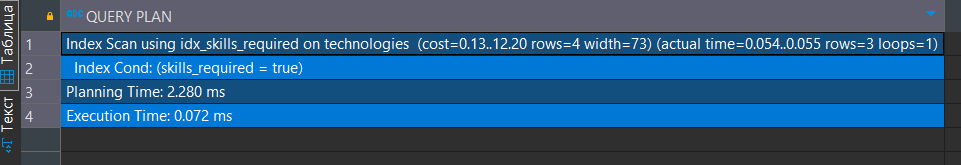 Таблица
Текст
QUERY PLAN
1 Index Scan using idx_skills_required on technologies (cost=0.13..12.20 rows=4 width=73) (actual time=0.054..0.055 rows=3 loops=1)
2 Index Cond: (skills_required = true)
3 Planning Time: 2.280 ms
4 Execution Time: 0.072 ms